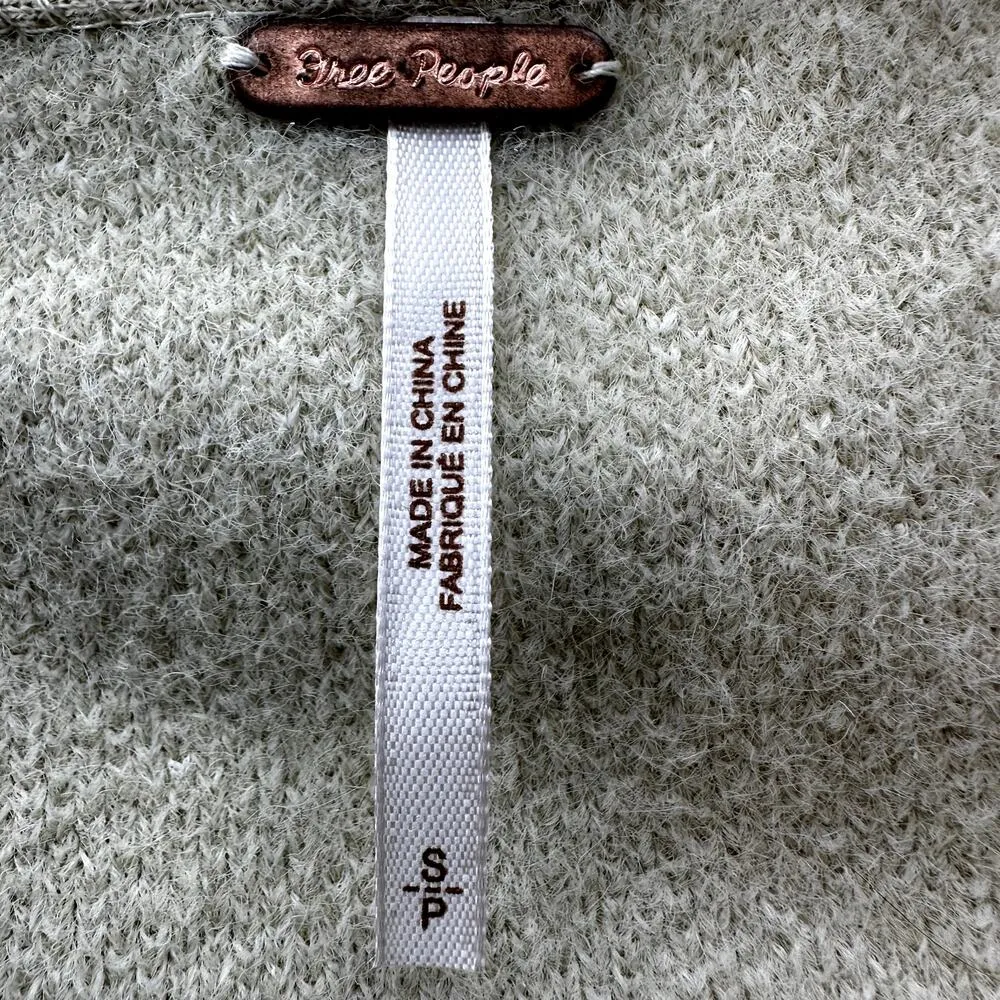 Free People
MADE IN CHINA
FABRIQUÉ EN CHINE
S
P